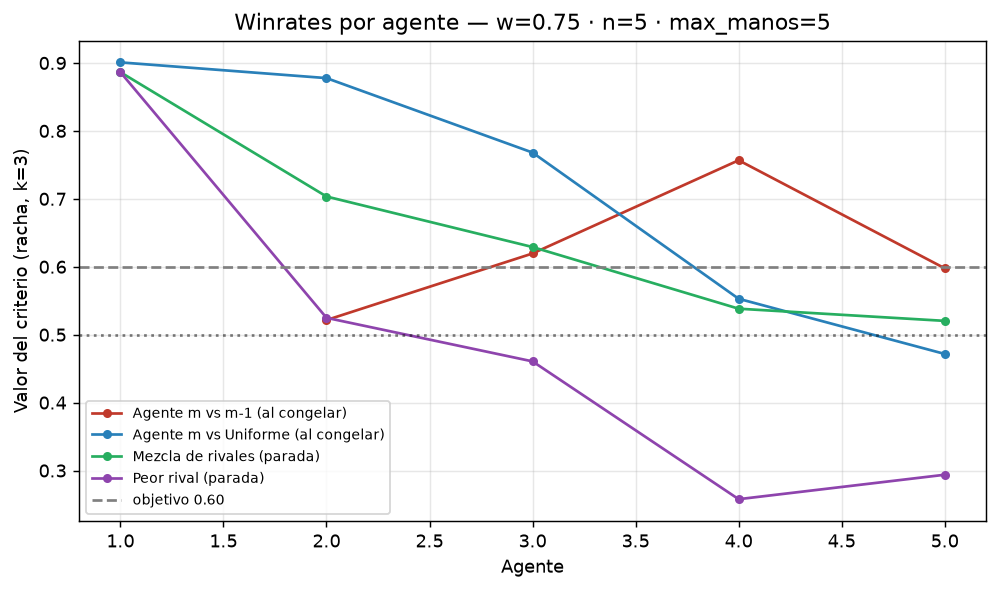 Winrates por agente — w=0.75 · n=5 · max_manos=5
Valor del criterio (racha, k=3)
0.9
0.8
0.7
0.6
0.5
0.4
0.3
Agente m vs m-1 (al congelar)
Agente m vs Uniforme (al congelar)
Mezcla de rivales (parada)
Peor rival (parada)
objetivo 0.60
1.0 1.5 2.0 2.5 3.0 3.5 4.0 4.5 5.0
Agente